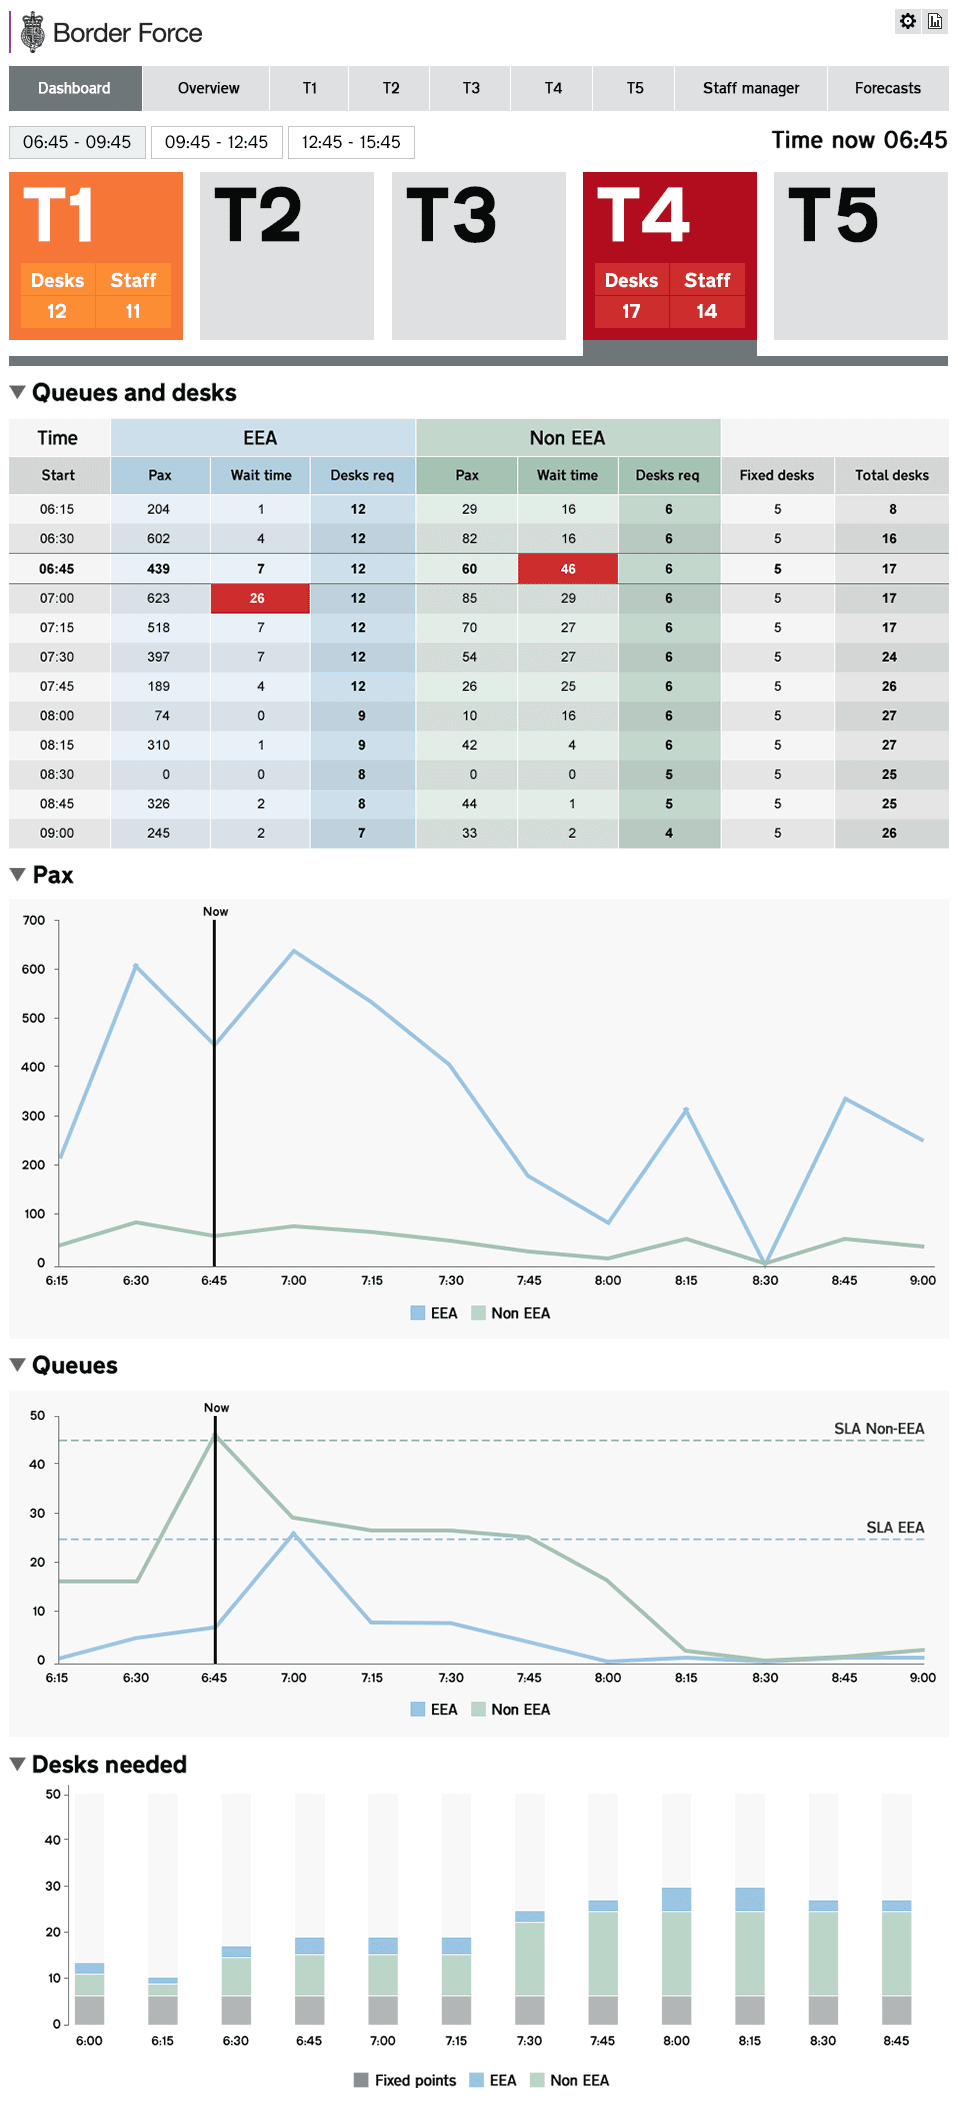 Border Force
Dashboard Overview T1 T2 T3 T4 T5 Staff manager Forecasts
06:45 - 09:45 09:45 - 12:45 12:45 - 15:45 Time now 06:45
T1 T2 T3 T4 T5
Desks Staff Desks Staff
12 11 17 14
Queues and desks
Time EEA Non EEA
Start Pax Wait time Desks req Pax Wait time Desks req Fixed desks Total desks
06:15 204 1 12 29 16 6 5 8
06:30 602 4 12 82 16 6 5 16
06:45 439 7 12 60 46 6 5 17
07:00 623 26 12 85 29 6 5 17
07:15 518 7 12 70 27 6 5 17
07:30 397 7 12 54 27 6 5 24
07:45 189 4 12 26 25 6 5 26
08:00 74 0 9 10 16 6 5 27
08:15 310 1 9 42 4 6 5 27
08:30 0 0 8 0 0 5 5 25
08:45 326 2 8 44 1 5 5 25
09:00 245 2 7 33 2 4 5 26
Pax
Now
700
600
500
400
300
200
100
0
6:15 6:30 6:45 7:00 7:15 7:30 7:45 8:00 8:15 8:30 8:45 9:00
EEA Non EEA
Queues
Now
50
SLA Non-EEA
40
30
SLA EEA
20
10
0
6:15 6:30 6:45 7:00 7:15 7:30 7:45 8:00 8:15 8:30 8:45 9:00
EEA Non EEA
Desks needed
50
40
30
20
10
0
6:00 6:15 6:30 6:45 7:00 7:15 7:30 7:45 8:00 8:15 8:30 8:45
Fixed points EEA Non EEA